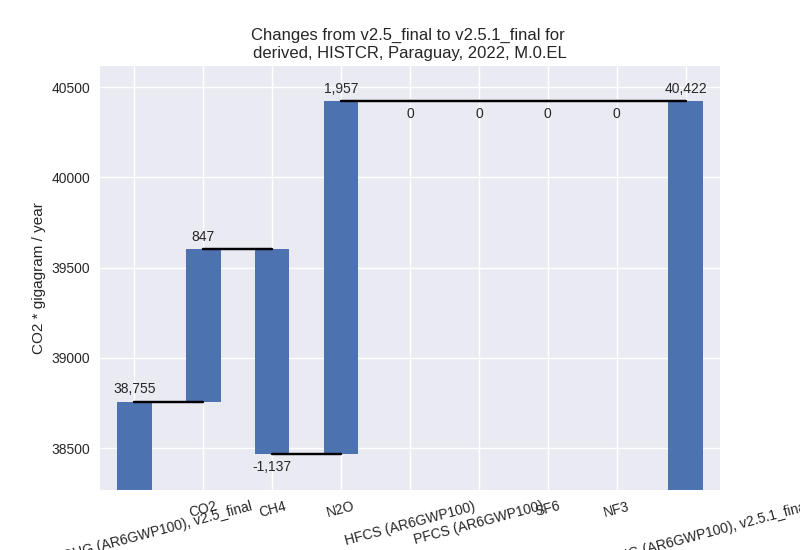 Changes from v2.5_final to v2.5.1_final for
derived, HISTCR, Paraguay, 2022, M.0.EL
CO2 * gigagram / year
40500
40000
39500
39000
38500
38,755
847
-1,137
1,957
0
0
0
0
40,422
(AR6GWP100), v2.5_final
CO2
CH4
N2O
HFCS (AR6GWP100)
PFCS (AR6GWP100)
SF6
NF3
(AR6GWP100), v2.5.1_fina